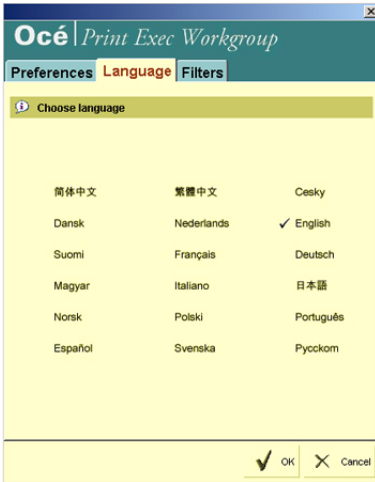 Océ Print Exec Workgroup
Preferences Language Filters
Choose language
简体中文 繁體中文 Cesky
Dansk Nederlands English
Suomi Français Deutsch
Magyar Italiano 日本語
Norsk Polski Português
Español Svenska Pycckom
OK Cancel